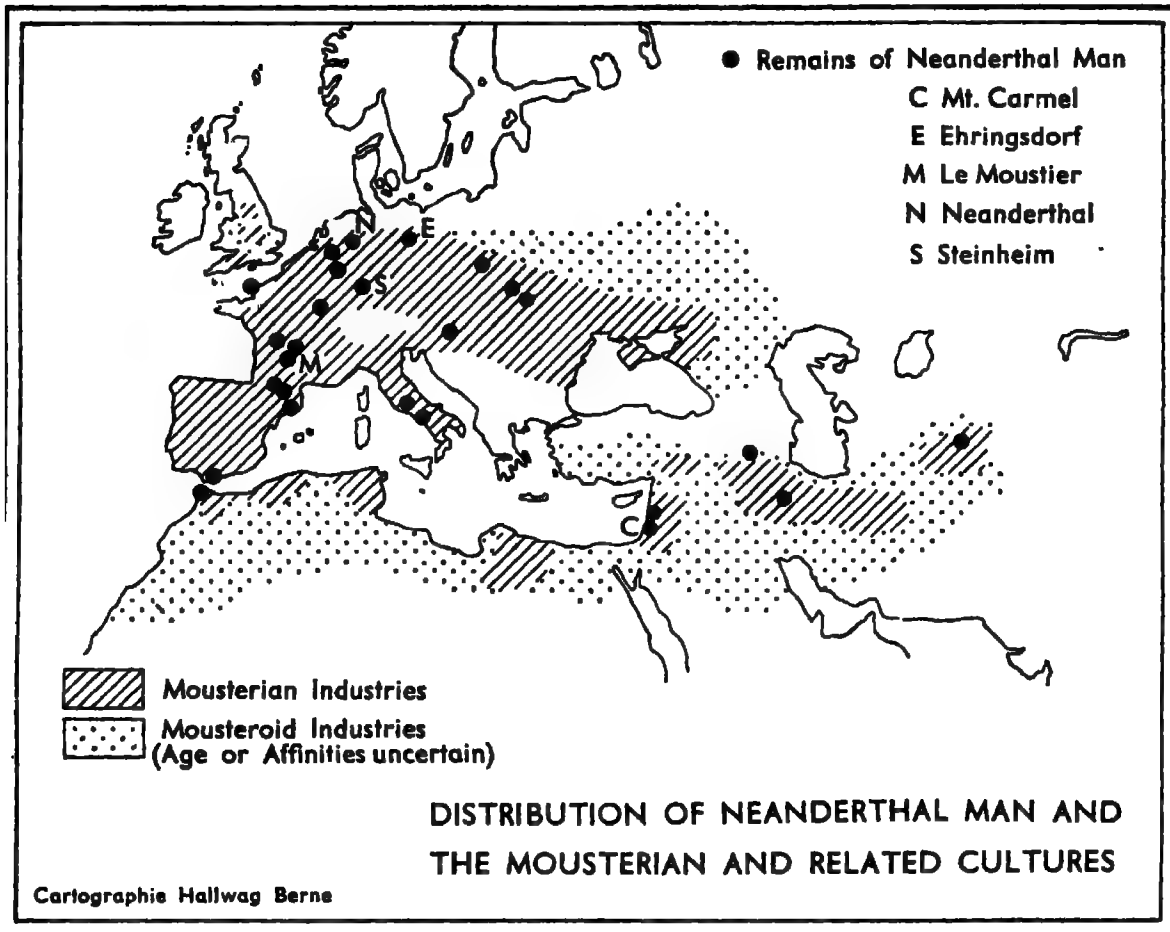 Remains of Neanderthal Man
C Mt. Carmel
E Ehringsdorf
M Le Moustier
N Neanderthal
S Steinheim
N
E
S
M
C
Mousterian Industries
Mousteroid Industries
(Age or Affinities uncertain)
DISTRIBUTION OF NEANDERTHAL MAN AND
THE MOUSTERIAN AND RELATED CULTURES
Cartographie Hallwag Berne